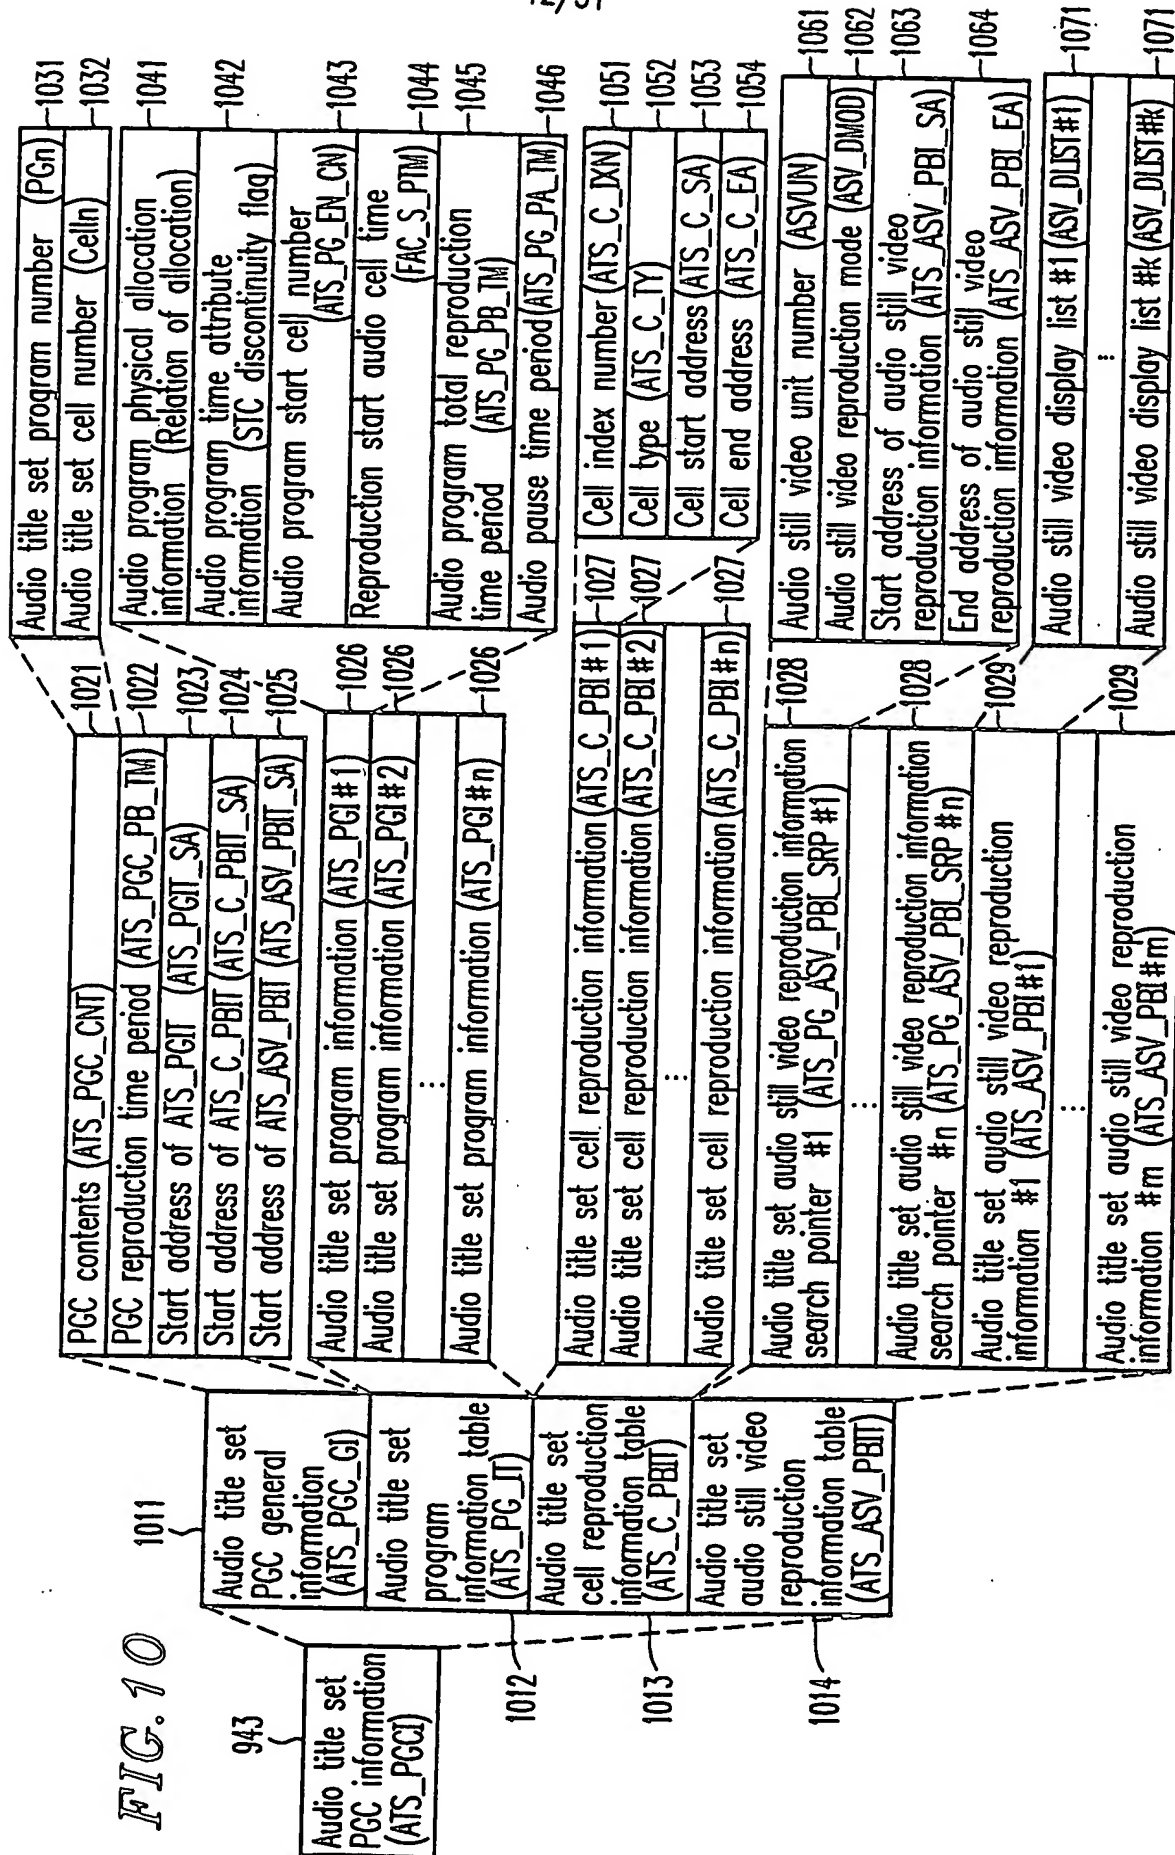 FIG. 10
943
Audio title set
PGC information
(ATS_PGCI)
1011
Audio title set
PGC general
information
(ATS_PGC_GI)
Audio title set
program
information table
(ATS_PG_IT)
Audio title set
cell reproduction
information table
(ATS_C_PBIT)
Audio title set
audio still video
reproduction
information table
(ATS_ASV_PBIT)
1012
1013
1014
PGC contents (ATS_PGC_CNT)
PGC reproduction time period (ATS_PGC_PB_TM)
Start address of ATS_PGIT (ATS_PGIT_SA)
Start address of ATS_C_PBIT (ATS_C_PBIT_SA)
Start address of ATS_ASV_PBIT (ATS_ASV_PBIT_SA)
1021
1022
1023
1024
1025
Audio title set program information (ATS_PGI#1)
Audio title set program information (ATS_PGI#2)
⋮
Audio title set program information (ATS_PGI#n)
1026
1026
1026
Audio title set cell reproduction information (ATS_C_PBI#1)
Audio title set cell reproduction information (ATS_C_PBI#2)
⋮
Audio title set cell reproduction information (ATS_C_PBI#n)
1027
1027
1027
Audio title set audio still video reproduction information
search pointer #1 (ATS_PG_ASV_PBI_SRP #1)
⋮
Audio title set audio still video reproduction information
search pointer #n (ATS_PG_ASV_PBI_SRP #n)
Audio title set audio still video reproduction
information #1 (ATS_ASV_PBI#1)
⋮
Audio title set audio still video reproduction
information #m (ATS_ASV_PBI#m)
1028
1028
1029
1029
Audio title set program number (PGn)
Audio title set cell number (Celln)
1031
1032
Audio program physical allocation
information (Relation of allocation)
Audio program time attribute
information (STC discontinuity flag)
Audio program start cell number
(ATS_PG_EN_CN)
Reproduction start audio cell time
(FAC_S_PTM)
Audio program total reproduction
time period (ATS_PG_PB_TM)
Audio pause time period (ATS_PG_PA_TM)
1041
1042
1043
1044
1045
1046
Cell index number (ATS_C_IXN)
Cell type (ATS_C_TY)
Cell start address (ATS_C_SA)
Cell end address (ATS_C_EA)
1051
1052
1053
1054
Audio still video unit number (ASVUN)
Audio still video reproduction mode (ASV_DMOD)
Start address of audio still video
reproduction information (ATS_ASV_PBI_SA)
End address of audio still video
reproduction information (ATS_ASV_PBI_EA)
1061
1062
1063
1064
Audio still video display list #1 (ASV_DLIST#1)
⋮
Audio still video display list #k (ASV_DLIST#k)
1071
1071